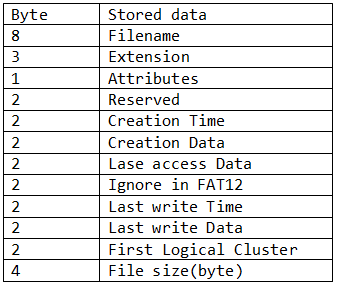 Byte Stored data
8 Filename
3 Extension
1 Attributes
2 Reserved
2 Creation Time
2 Creation Data
2 Lase access Data
2 Ignore in FAT12
2 Last write Time
2 Last write Data
2 First Logical Cluster
4 File size(byte)